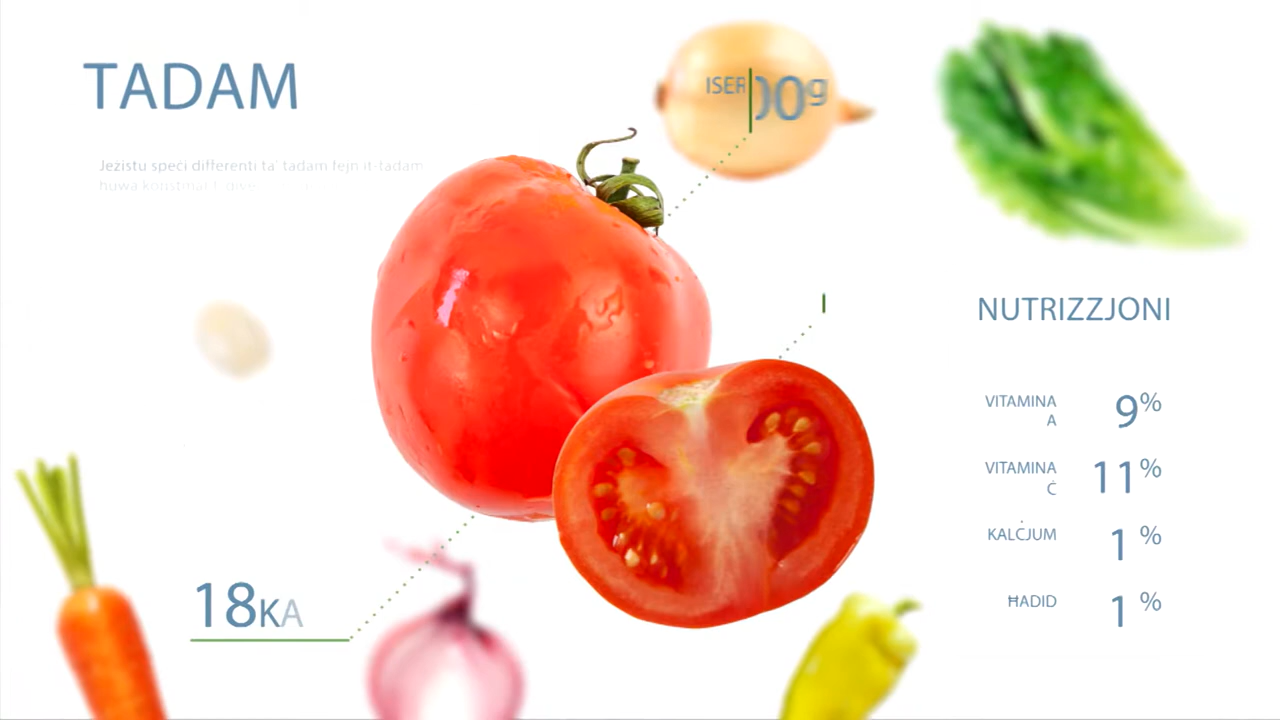 TADAM
Jeżistu speċi differenti ta' tadam fejn it-tadam
huwa
00g
NUTRIZZJONI
VITAMINA
A
9%
VITAMINA
Ċ
11%
KALĊJUM
1%
ĦADID
1%
18KA